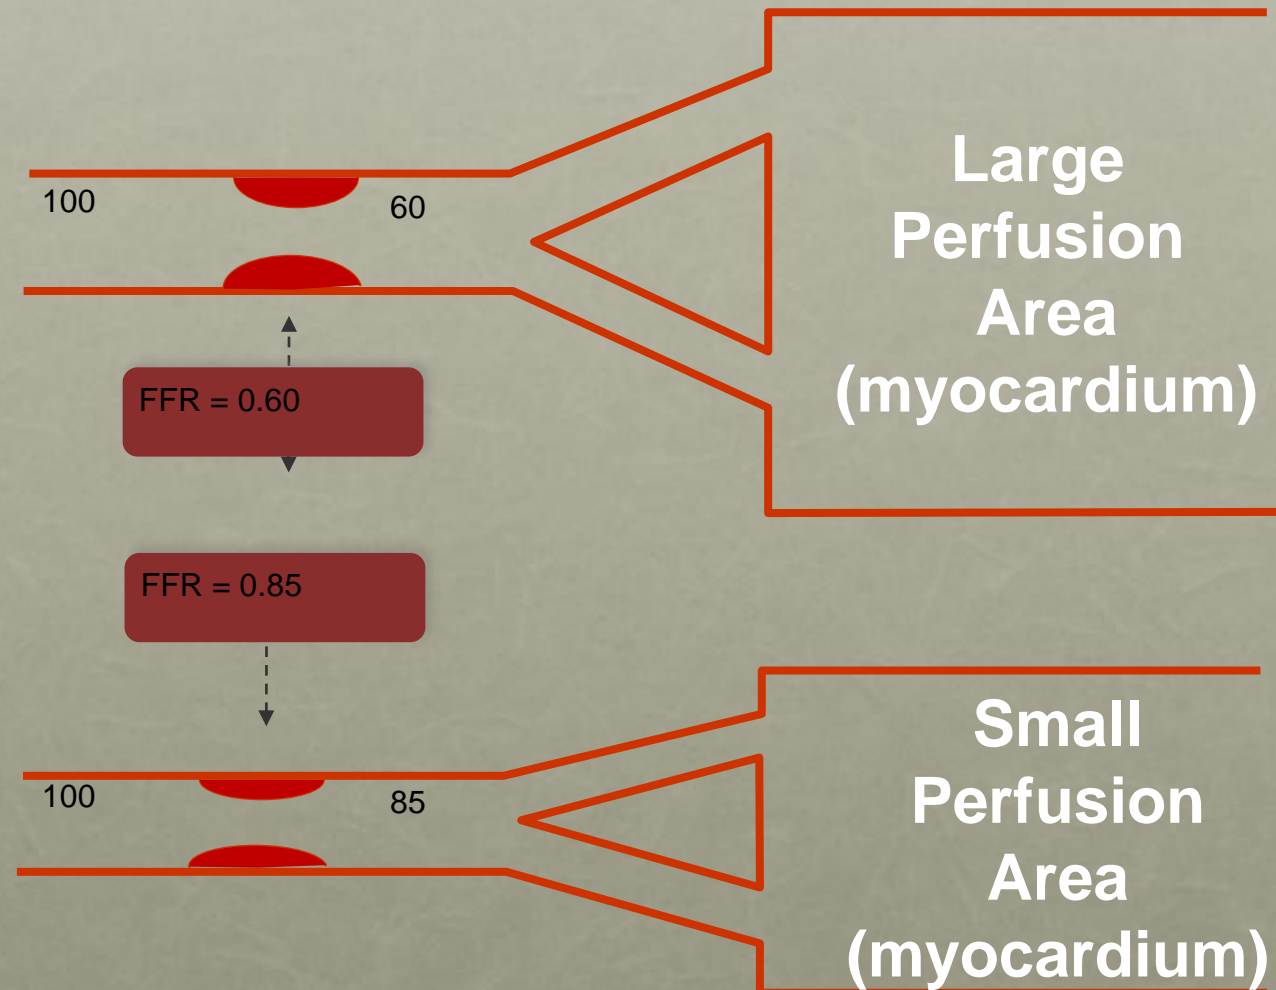 100
60
Large
Perfusion
Area
(myocardium)
FFR = 0.60
FFR = 0.85
100
85
Small
Perfusion
Area
(myocardium)